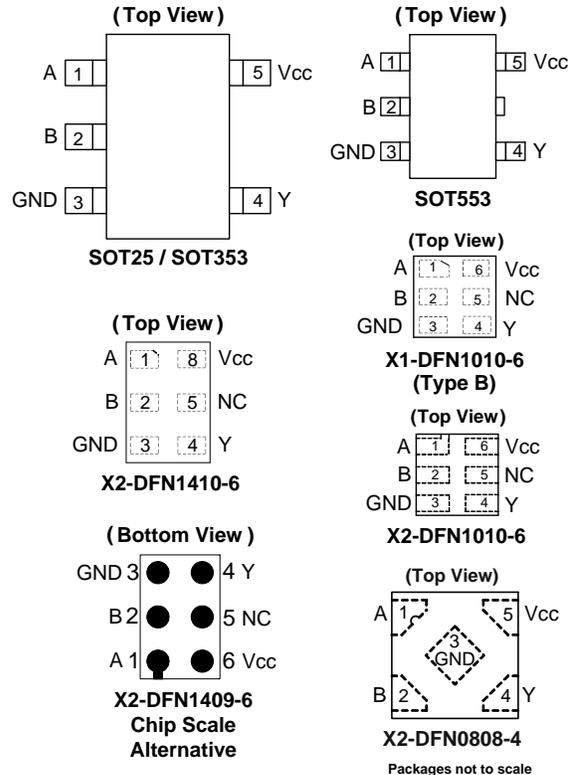 (Top View)
A 1 5 Vcc
B 2
GND 3 4 Y
SOT25 / SOT353
(Top View)
A 1 5 Vcc
B 2
GND 3 4 Y
SOT553
(Top View)
A 1 6 Vcc
B 2 5 NC
GND 3 4 Y
X1-DFN1010-6
(Type B)
(Top View)
A 1 8 Vcc
B 2 5 NC
GND 3 4 Y
X2-DFN1410-6
(Top View)
A 1 6 Vcc
B 2 5 NC
GND 3 4 Y
X2-DFN1010-6
(Bottom View)
GND 3 4 Y
B 2 5 NC
A 1 6 Vcc
X2-DFN1409-6
Chip Scale
Alternative
(Top View)
A 1 5 Vcc
3
GND
B 2 4 Y
X2-DFN0808-4
Packages not to scale